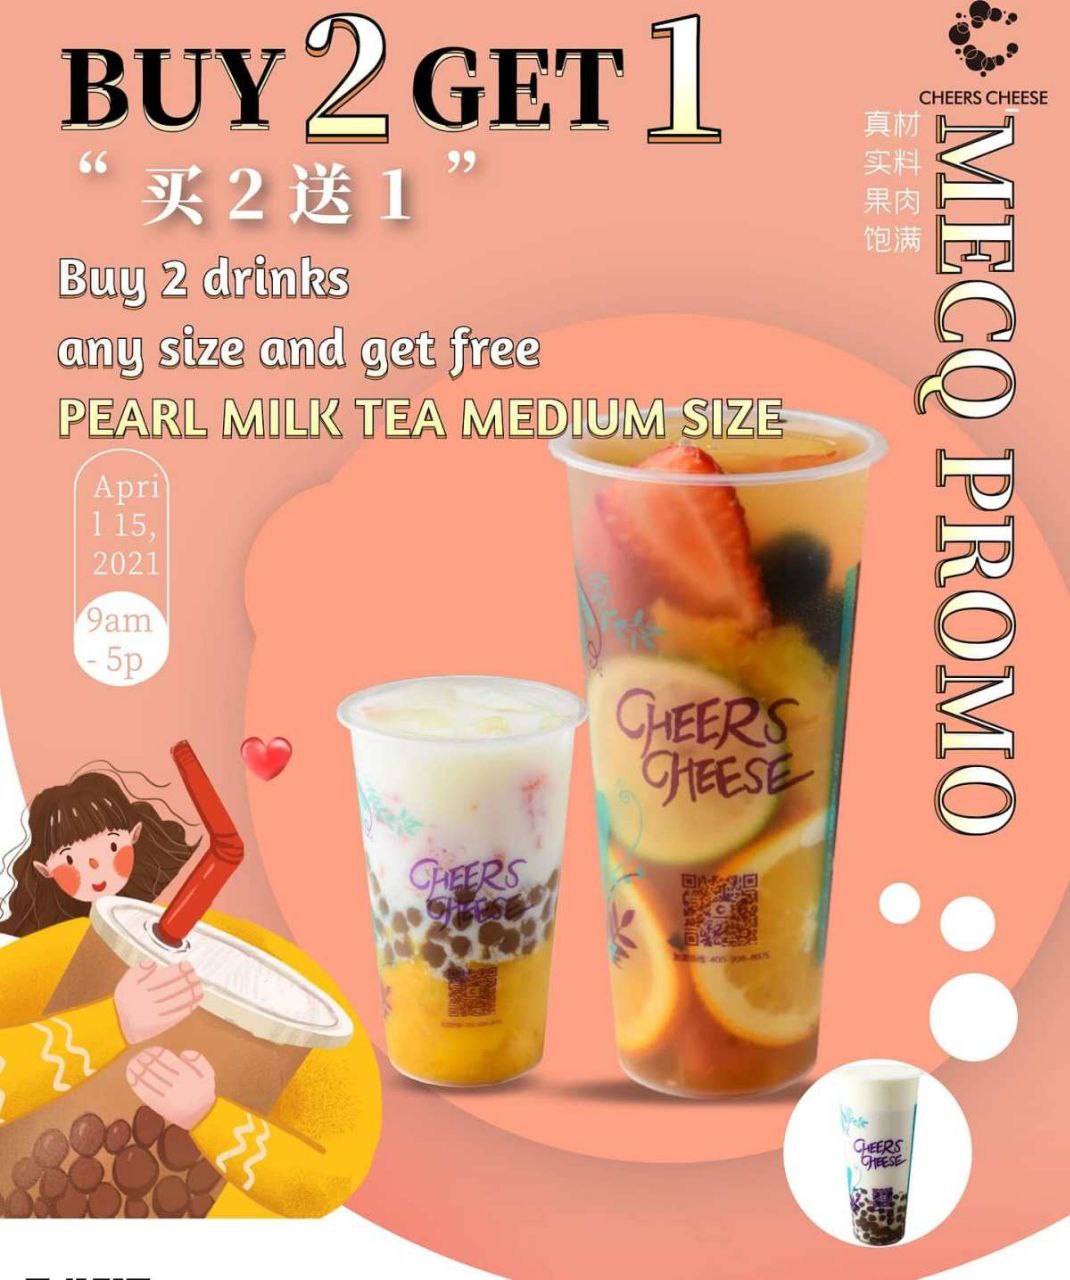 BUY 2 GET 1
CHEERS CHEESE
“买2送1”
真材
实料
果肉
饱满
MECQ PROMO
Buy 2 drinks
any size and get free
PEARL MILK TEA MEDIUM SIZE
Apri
l 15,
2021
9am
- 5p
CHEERS
CHEESE
CHEERS
CHEESE
CHEERS
CHEESE